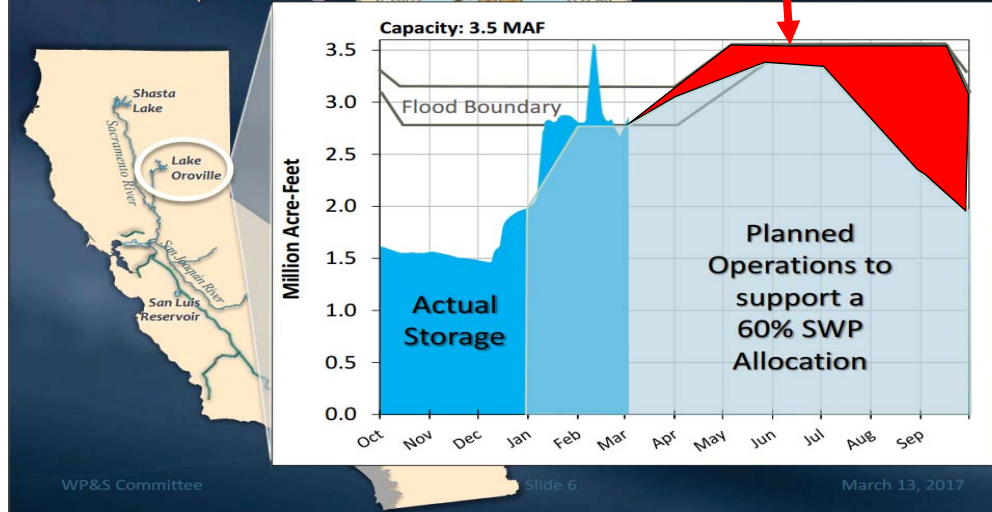 Capacity: 3.5 MAF
Million Acre-Feet
3.5
3.0
2.5
2.0
1.5
1.0
0.5
0.0
Flood Boundary
Actual
Storage
Planned
Operations to
support a
60% SWP
Allocation
Oct
Nov
Dec
Jan
Feb
Mar
Apr
May
Jun
Jul
Aug
Sep
Shasta
Lake
Sacramento River
Lake
Oroville
San Joaquin River
San Luis
Reservoir
WP&S Committee
Slide 6
March 13, 2017